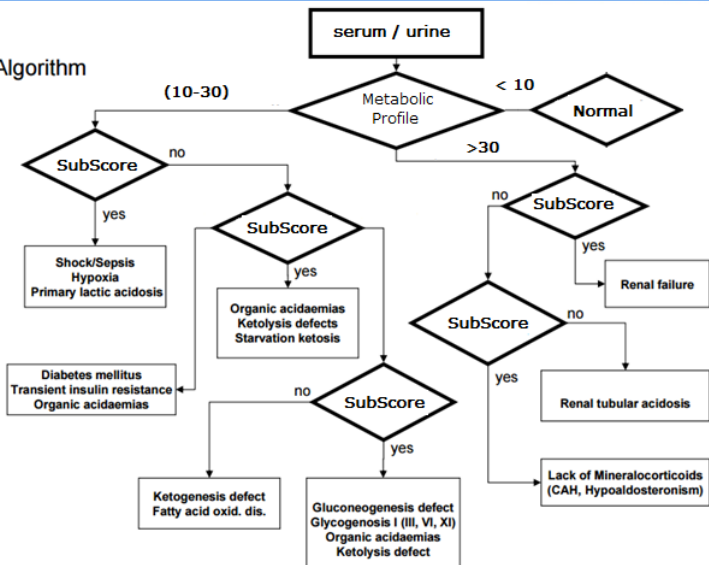 serum / urine
Algorithm
(10-30)
< 10
Metabolic
Profile
Normal
>30
SubScore
no
yes
Shock/Sepsis
Hypoxia
Primary lactic acidosis
SubScore
yes
Organic acidaemias
Ketolysis defects
Starvation ketosis
Diabetes mellitus
Transient insulin resistance
Organic acidaemias
SubScore
no
yes
Ketogenesis defect
Fatty acid oxid. dis.
Gluconeogenesis defect
Glycogenosis I (III, VI, XI)
Organic acidaemias
Ketolysis defect
SubScore
no
yes
Renal failure
SubScore
no
yes
Renal tubular acidosis
Lack of Mineralocorticoids
(CAH, Hypoaldosteronism)